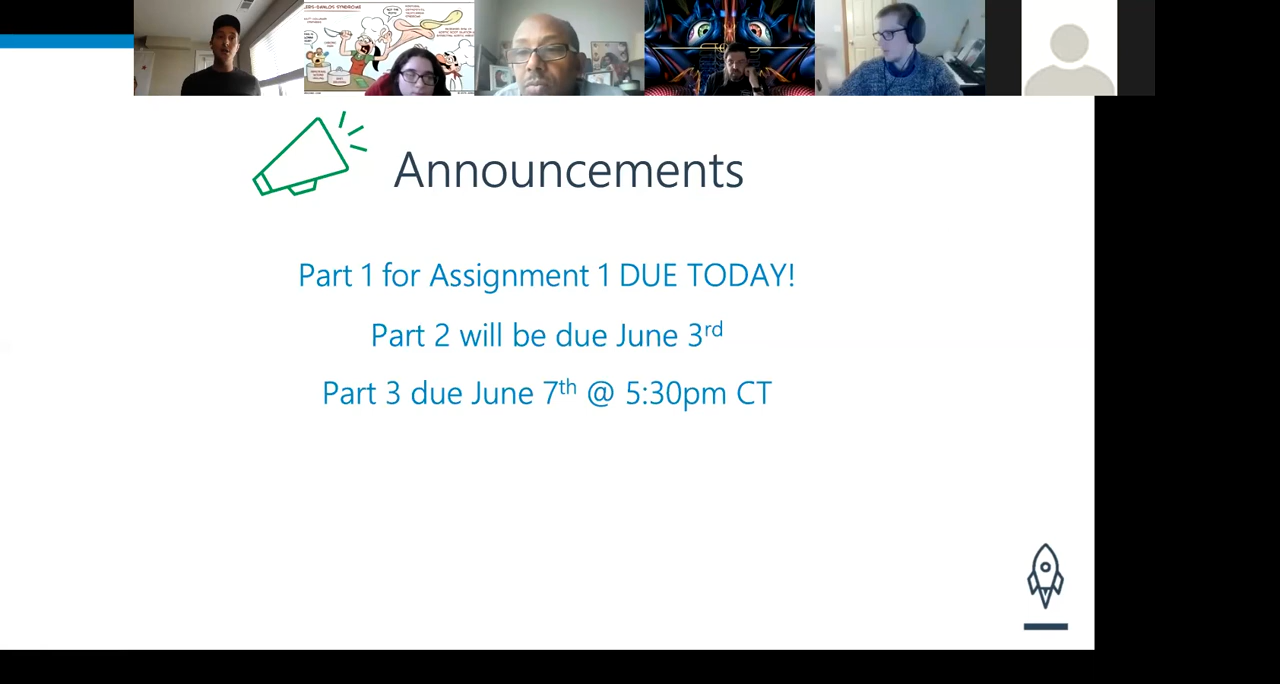 Announcements
Part 1 for Assignment 1 DUE TODAY!
Part 2 will be due June 3rd
Part 3 due June 7th @ 5:30pm CT